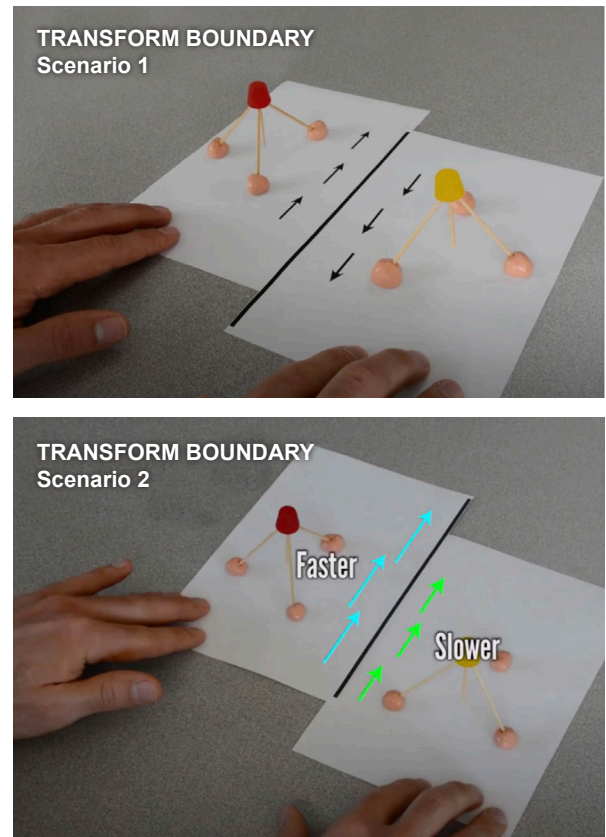 TRANSFORM BOUNDARY
Scenario 1
TRANSFORM BOUNDARY
Scenario 2
Faster
Slower